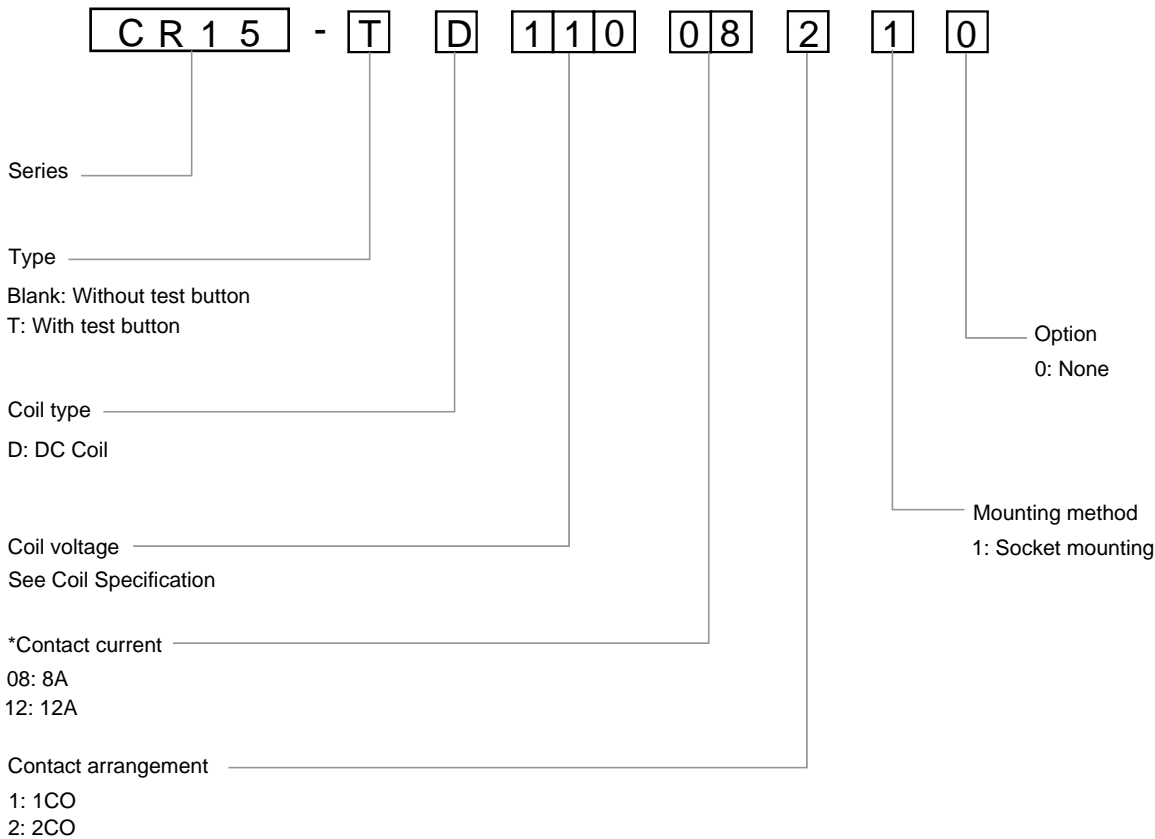 CR15 - T D 110 08 2 1 0
Series
Type
Blank: Without test button
T: With test button
Option
0: None
Coil type
D: DC Coil
Mounting method
1: Socket mounting
Coil voltage
See Coil Specification
*Contact current
08: 8A
12: 12A
Contact arrangement
1: 1CO
2: 2CO